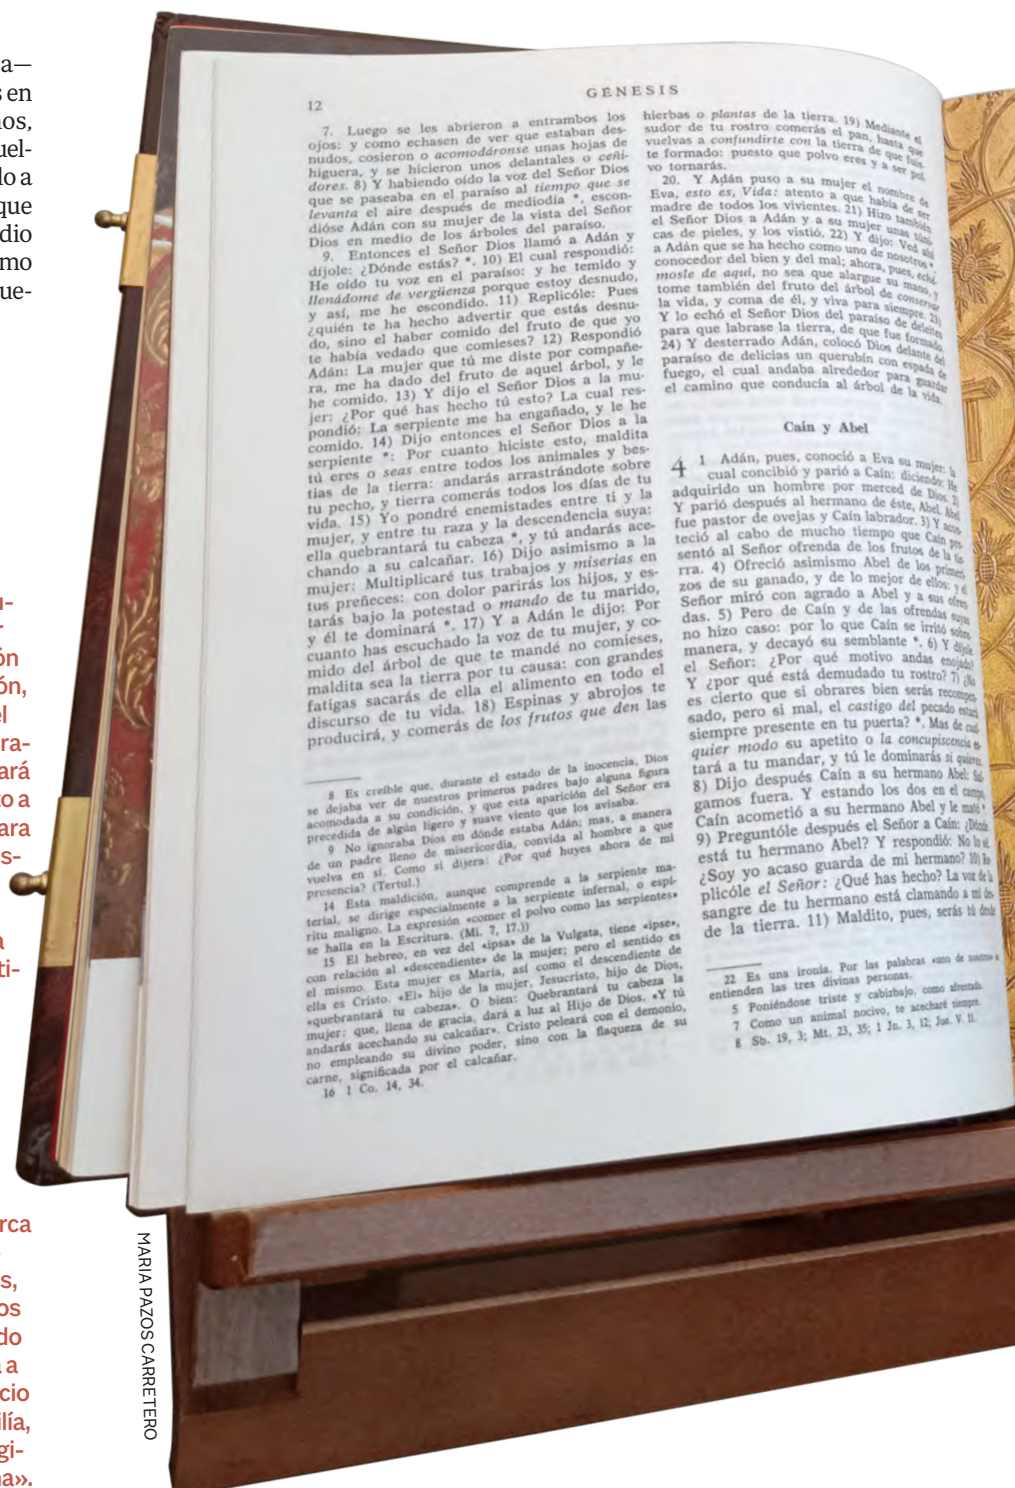 a—
s en
nos,
uel-
do a
que
dio
mo
que-
u-
r
ón
ón,
el
ra-
ará
to a
ara
s-
a
ti-
rca
s,
os
do
a a
cio
lía,
gi-
na».
MARIA PAZOS CARRETERO
12
GÉNESIS
7. Luego se les abrieron a entrambos los
ojos: y como echasen de ver que estaban des-
nudos, cosieron o acomodáronse unas hojas de
higuera, y se hicieron unos delantales o ceñi-
dores. 8) Y habiendo oído la voz del Señor Dios
que se paseaba en el paraíso al tiempo que se
levanta el aire después de mediodía *, escon-
dióse Adán con su mujer de la vista del Señor
Dios en medio de los árboles del paraíso.
9. Entonces el Señor Dios llamó a Adán y
díjole: ¿Dónde estás? *. 10) El cual respondió:
He oído tu voz en el paraíso: y he temido y
llenádome de vergüenza porque estoy desnudo,
y así, me he escondido. 11) Replicóle: Pues
¿quién te ha hecho advertir que estás desnu-
do, sino el haber comido del fruto de que yo
te había vedado que comieses? 12) Respondió
Adán: La mujer que tú me diste por compañe-
ra, me ha dado del fruto de aquel árbol, y le
he comido. 13) Y dijo el Señor Dios a la mu-
jer: ¿Por qué has hecho tú esto? La cual res-
pondió: La serpiente me ha engañado, y le he
comido. 14) Dijo entonces el Señor Dios a la
serpiente *: Por cuanto hiciste esto, maldita
tú eres o seas entre todos los animales y bes-
tias de la tierra: andarás arrastrándote sobre
tu pecho, y tierra comerás todos los días de tu
vida. 15) Yo pondré enemistades entre ti y la
mujer, y entre tu raza y la descendencia suya:
ella quebrantará tu cabeza *, y tú andarás ace-
chando a su calcañar. 16) Dijo asimismo a la
mujer: Multiplicaré tus trabajos y miserias en
tus preñeces: con dolor parirás los hijos, y es-
tarás bajo la potestad o mando de tu marido,
y él te dominará *. 17) Y a Adán le dijo: Por
cuanto has escuchado la voz de tu mujer, y co-
mido del árbol de que te mandé no comieses,
maldita sea la tierra por tu causa: con grandes
fatigas sacarás de ella el alimento en todo el
discurso de tu vida. 18) Espinas y abrojos te
producirá, y comerás de los frutos que den las
8 Es creíble que, durante el estado de la inocencia, Dios
se dejaba ver de nuestros primeros padres bajo alguna figura
acomodada a su condición, y que esta aparición del Señor era
precedida de algún ligero y suave viento que los avisaba.
9 No ignoraba Dios en dónde estaba Adán; mas, a manera
de un padre lleno de misericordia, convida al hombre a que
vuelva en sí. Como si dijera: ¿Por qué huyes ahora de mi
presencia? (Tertul.)
14 Esta maldición, aunque comprende a la serpiente ma-
terial, se dirige especialmente a la serpiente infernal, o espí-
ritu maligno. La expresión «comer el polvo como las serpientes»
se halla en la Escritura. (Mi. 7, 17.))
15 El hebreo, en vez del «ipsa» de la Vulgata, tiene «ipse»,
con relación al «descendiente» de la mujer; pero el sentido es
el mismo. Esta mujer es María, así como el descendiente de
ella es Cristo. «El» hijo de la mujer, Jesucristo, hijo de Dios,
«quebrantará tu cabeza». O bien: Quebrantará tu cabeza la
mujer: que, llena de gracia, dará a luz al Hijo de Dios. «Y tú
andarás acechando su calcañar». Cristo peleará con el demonio,
no empleando su divino poder, sino con la flaqueza de su
carne, significada por el calcañar.
16 1 Co. 14, 34.
hierbas o plantas de la tierra. 19) Mediante el
sudor de tu rostro comerás el pan, hasta que
vuelvas a confundirte con la tierra de que fuis-
te formado: puesto que polvo eres y a ser pol-
vo tornarás.
20. Y Adán puso a su mujer el nombre de
Eva, esto es, Vida: atento a que había de ser
madre de todos los vivientes. 21) Hizo también
el Señor Dios a Adán y a su mujer unas túni-
cas de pieles, y los vistió. 22) Y dijo: Ved ahí
a Adán que se ha hecho como uno de nosotros *
conocedor del bien y del mal; ahora, pues, eché-
moste de aquí, no sea que alargue su mano, y
tome también del fruto del árbol de conservar
la vida, y coma de él, y viva para siempre. 23)
Y lo echó el Señor Dios del paraíso de deleites
para que labrase la tierra, de que fue formado.
24) Y desterrado Adán, colocó Dios delante del
paraíso de delicias un querubín con espada de
fuego, el cual andaba alrededor para guardar
el camino que conducía al árbol de la vida.
Caín y Abel
4 1 Adán, pues, conoció a Eva su mujer: la
cual concibió y parió a Caín: diciendo: He
adquirido un hombre por merced de Dios. 2)
Y parió después al hermano de éste, Abel. Abel
fue pastor de ovejas y Caín labrador. 3) Y acon-
teció al cabo de mucho tiempo que Caín pre-
sentó al Señor ofrenda de los frutos de la tie-
rra. 4) Ofreció asimismo Abel de los primeri-
zos de su ganado, y de lo mejor de ellos: y el
Señor miró con agrado a Abel y a sus ofren-
das. 5) Pero de Caín y de las ofrendas suyas
no hizo caso: por lo que Caín se irritó sobre-
manera, y decayó su semblante *. 6) Y díjole
el Señor: ¿Por qué motivo andas enojado?
Y ¿por qué está demudado tu rostro? 7) ¿No
es cierto que si obrares bien serás recompen-
sado, pero si mal, el castigo del pecado estará
siempre presente en tu puerta? *. Mas de cual-
quier modo su apetito o la concupiscencia es-
tará a tu mandar, y tú le dominarás si quieres.
8) Dijo después Caín a su hermano Abel: Sal-
gamos fuera. Y estando los dos en el campo,
Caín acometió a su hermano Abel y le mató *.
9) Preguntóle después el Señor a Caín: ¿Dónde
está tu hermano Abel? Y respondió: No lo sé.
¿Soy yo acaso guarda de mi hermano? 10) Re-
plicóle el Señor: ¿Qué has hecho? La voz de la
sangre de tu hermano está clamando a mí des-
de la tierra. 11) Maldito, pues, serás tú desde
22 Es una ironía. Por las palabras «uno de nosotros» se
entienden las tres divinas personas.
5 Poniéndose triste y cabizbajo, como afrentado.
7 Como un animal nocivo, te acechará siempre.
8 Sb. 19, 3; Mt. 23, 35; 1 Jn. 3, 12; Jue. V. 11.